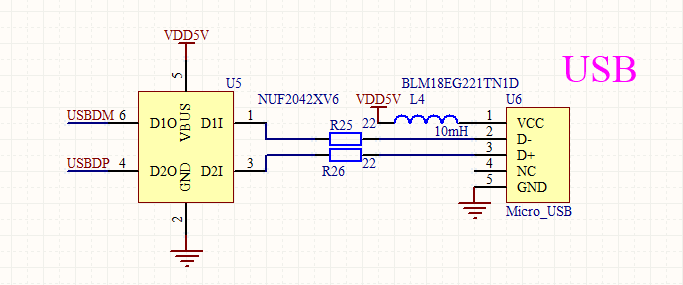 USB
VDD5V
5
U5
NUF2042XV6
BLM18EG221TN1D
VDD5V
L4
U6
USBDM
6
D1O
VBUS
D1I
1
R25
22
10mH
1
VCC
2
D-
3
D+
4
NC
5
GND
USBDP
4
D2O
GND
D2I
3
R26
22
Micro_USB
2